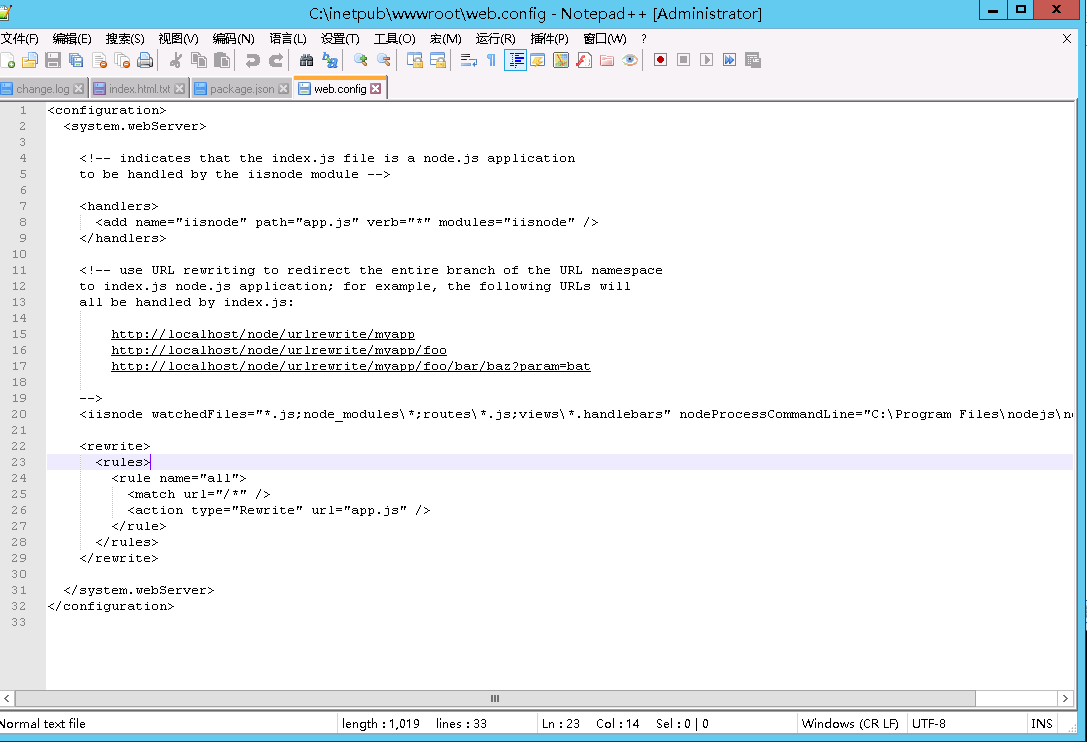 C:\inetpub\wwwroot\web.config - Notepad++ [Administrator]
文件(F) 编辑(E) 搜索(S) 视图(V) 编码(N) 语言(L) 设置(T) 工具(O) 宏(M) 运行(R) 插件(P) 窗口(W) ? X
change.log index.html.txt package.json web.config
1 <configuration>
2 <system.webServer>
3
4 <!-- indicates that the index.js file is a node.js application
5 to be handled by the iisnode module -->
6
7 <handlers>
8 <add name="iisnode" path="app.js" verb="*" modules="iisnode" />
9 </handlers>
10
11 <!-- use URL rewriting to redirect the entire branch of the URL namespace
12 to index.js node.js application; for example, the following URLs will
13 all be handled by index.js:
14
15 http://localhost/node/urlrewrite/myapp
16 http://localhost/node/urlrewrite/myapp/foo
17 http://localhost/node/urlrewrite/myapp/foo/bar/baz?param=bat
18
19 -->
20 <iisnode watchedFiles="*.js;node_modules\*;routes\*.js;views\*.handlebars" nodeProcessCommandLine="C:\Program Files\nodejs\n
21
22 <rewrite>
23 <rules>
24 <rule name="all">
25 <match url="/*" />
26 <action type="Rewrite" url="app.js" />
27 </rule>
28 </rules>
29 </rewrite>
30
31 </system.webServer>
32 </configuration>
33
Normal text file length : 1,019 lines : 33 Ln : 23 Col : 14 Sel : 0 | 0 Windows (CR LF) UTF-8 INS